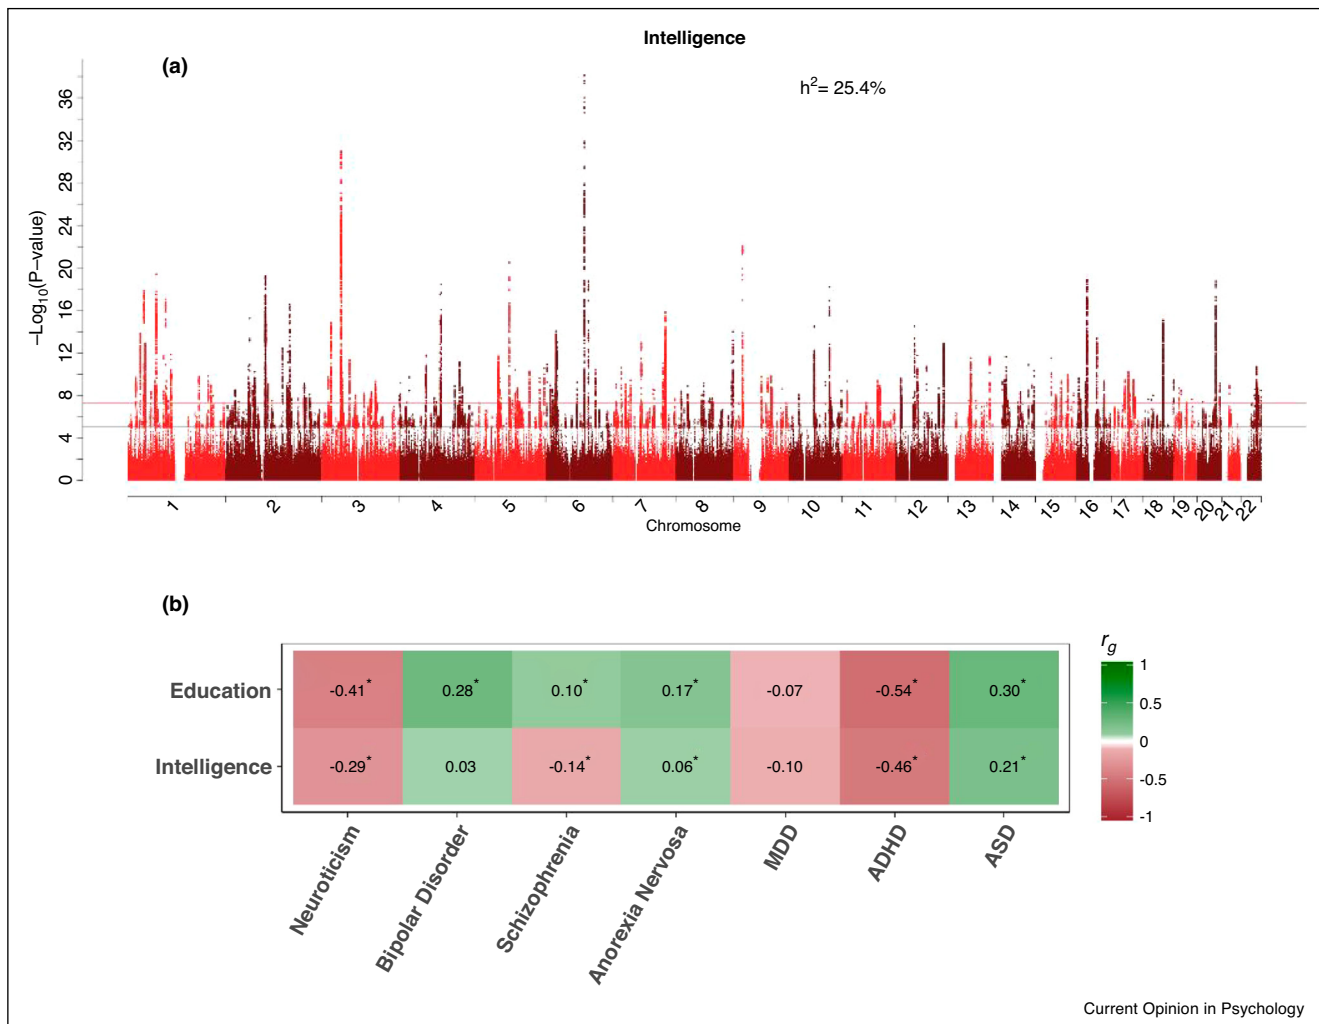 Intelligence
(a)
h²= 25.4%
–Log₁₀(P–value)
36
32
28
24
20
16
12
8
4
0
1 2 3 4 5 6 7 8 9 10 11 12 13 14 15 16 17 18 19 20 21 22
Chromosome
(b)
r_g
Education -0.41* 0.28* 0.10* 0.17* -0.07 -0.54* 0.30*
Intelligence -0.29* 0.03 -0.14* 0.06* -0.10 -0.46* 0.21*
1
0.5
0
-0.5
-1
Neuroticism
Bipolar Disorder
Schizophrenia
Anorexia Nervosa
MDD
ADHD
ASD
Current Opinion in Psychology